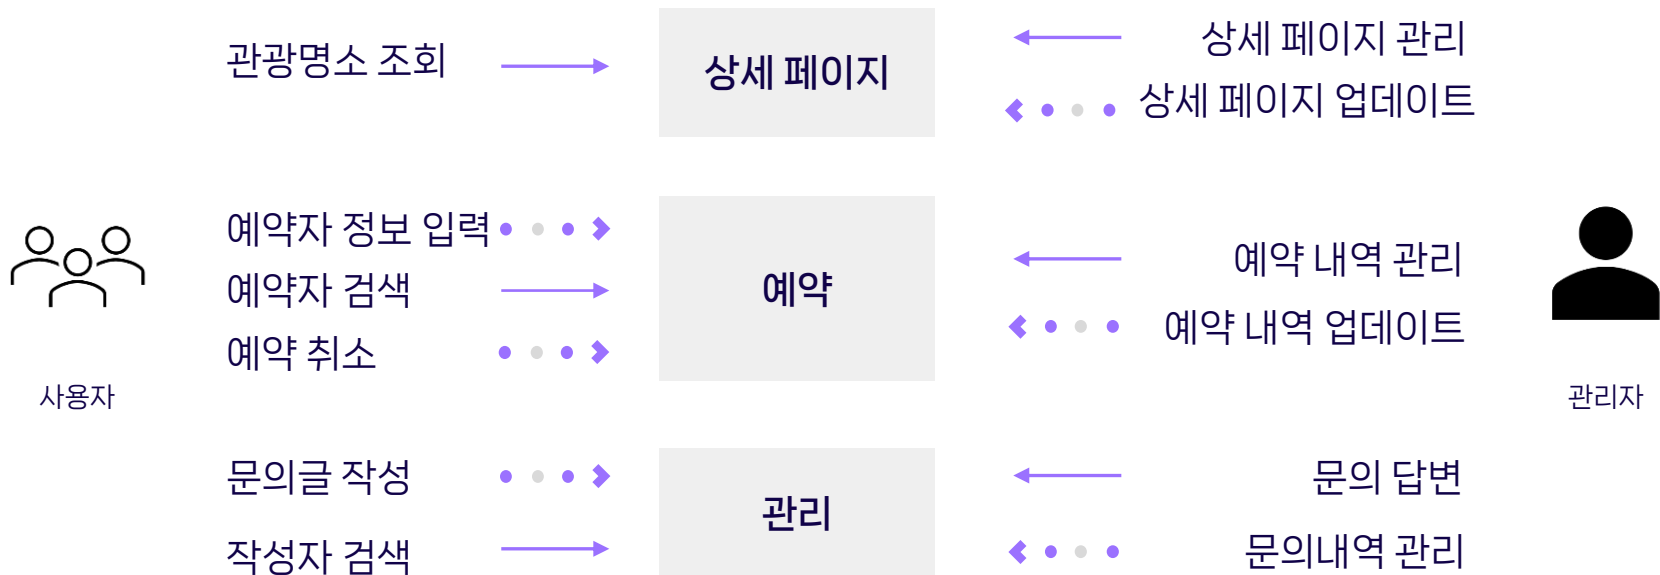 관광명소 조회
상세 페이지
상세 페이지 관리
상세 페이지 업데이트
예약자 정보 입력
예약자 검색
예약 취소
예약
예약 내역 관리
예약 내역 업데이트
사용자
관리자
문의글 작성
작성자 검색
관리
문의 답변
문의내역 관리